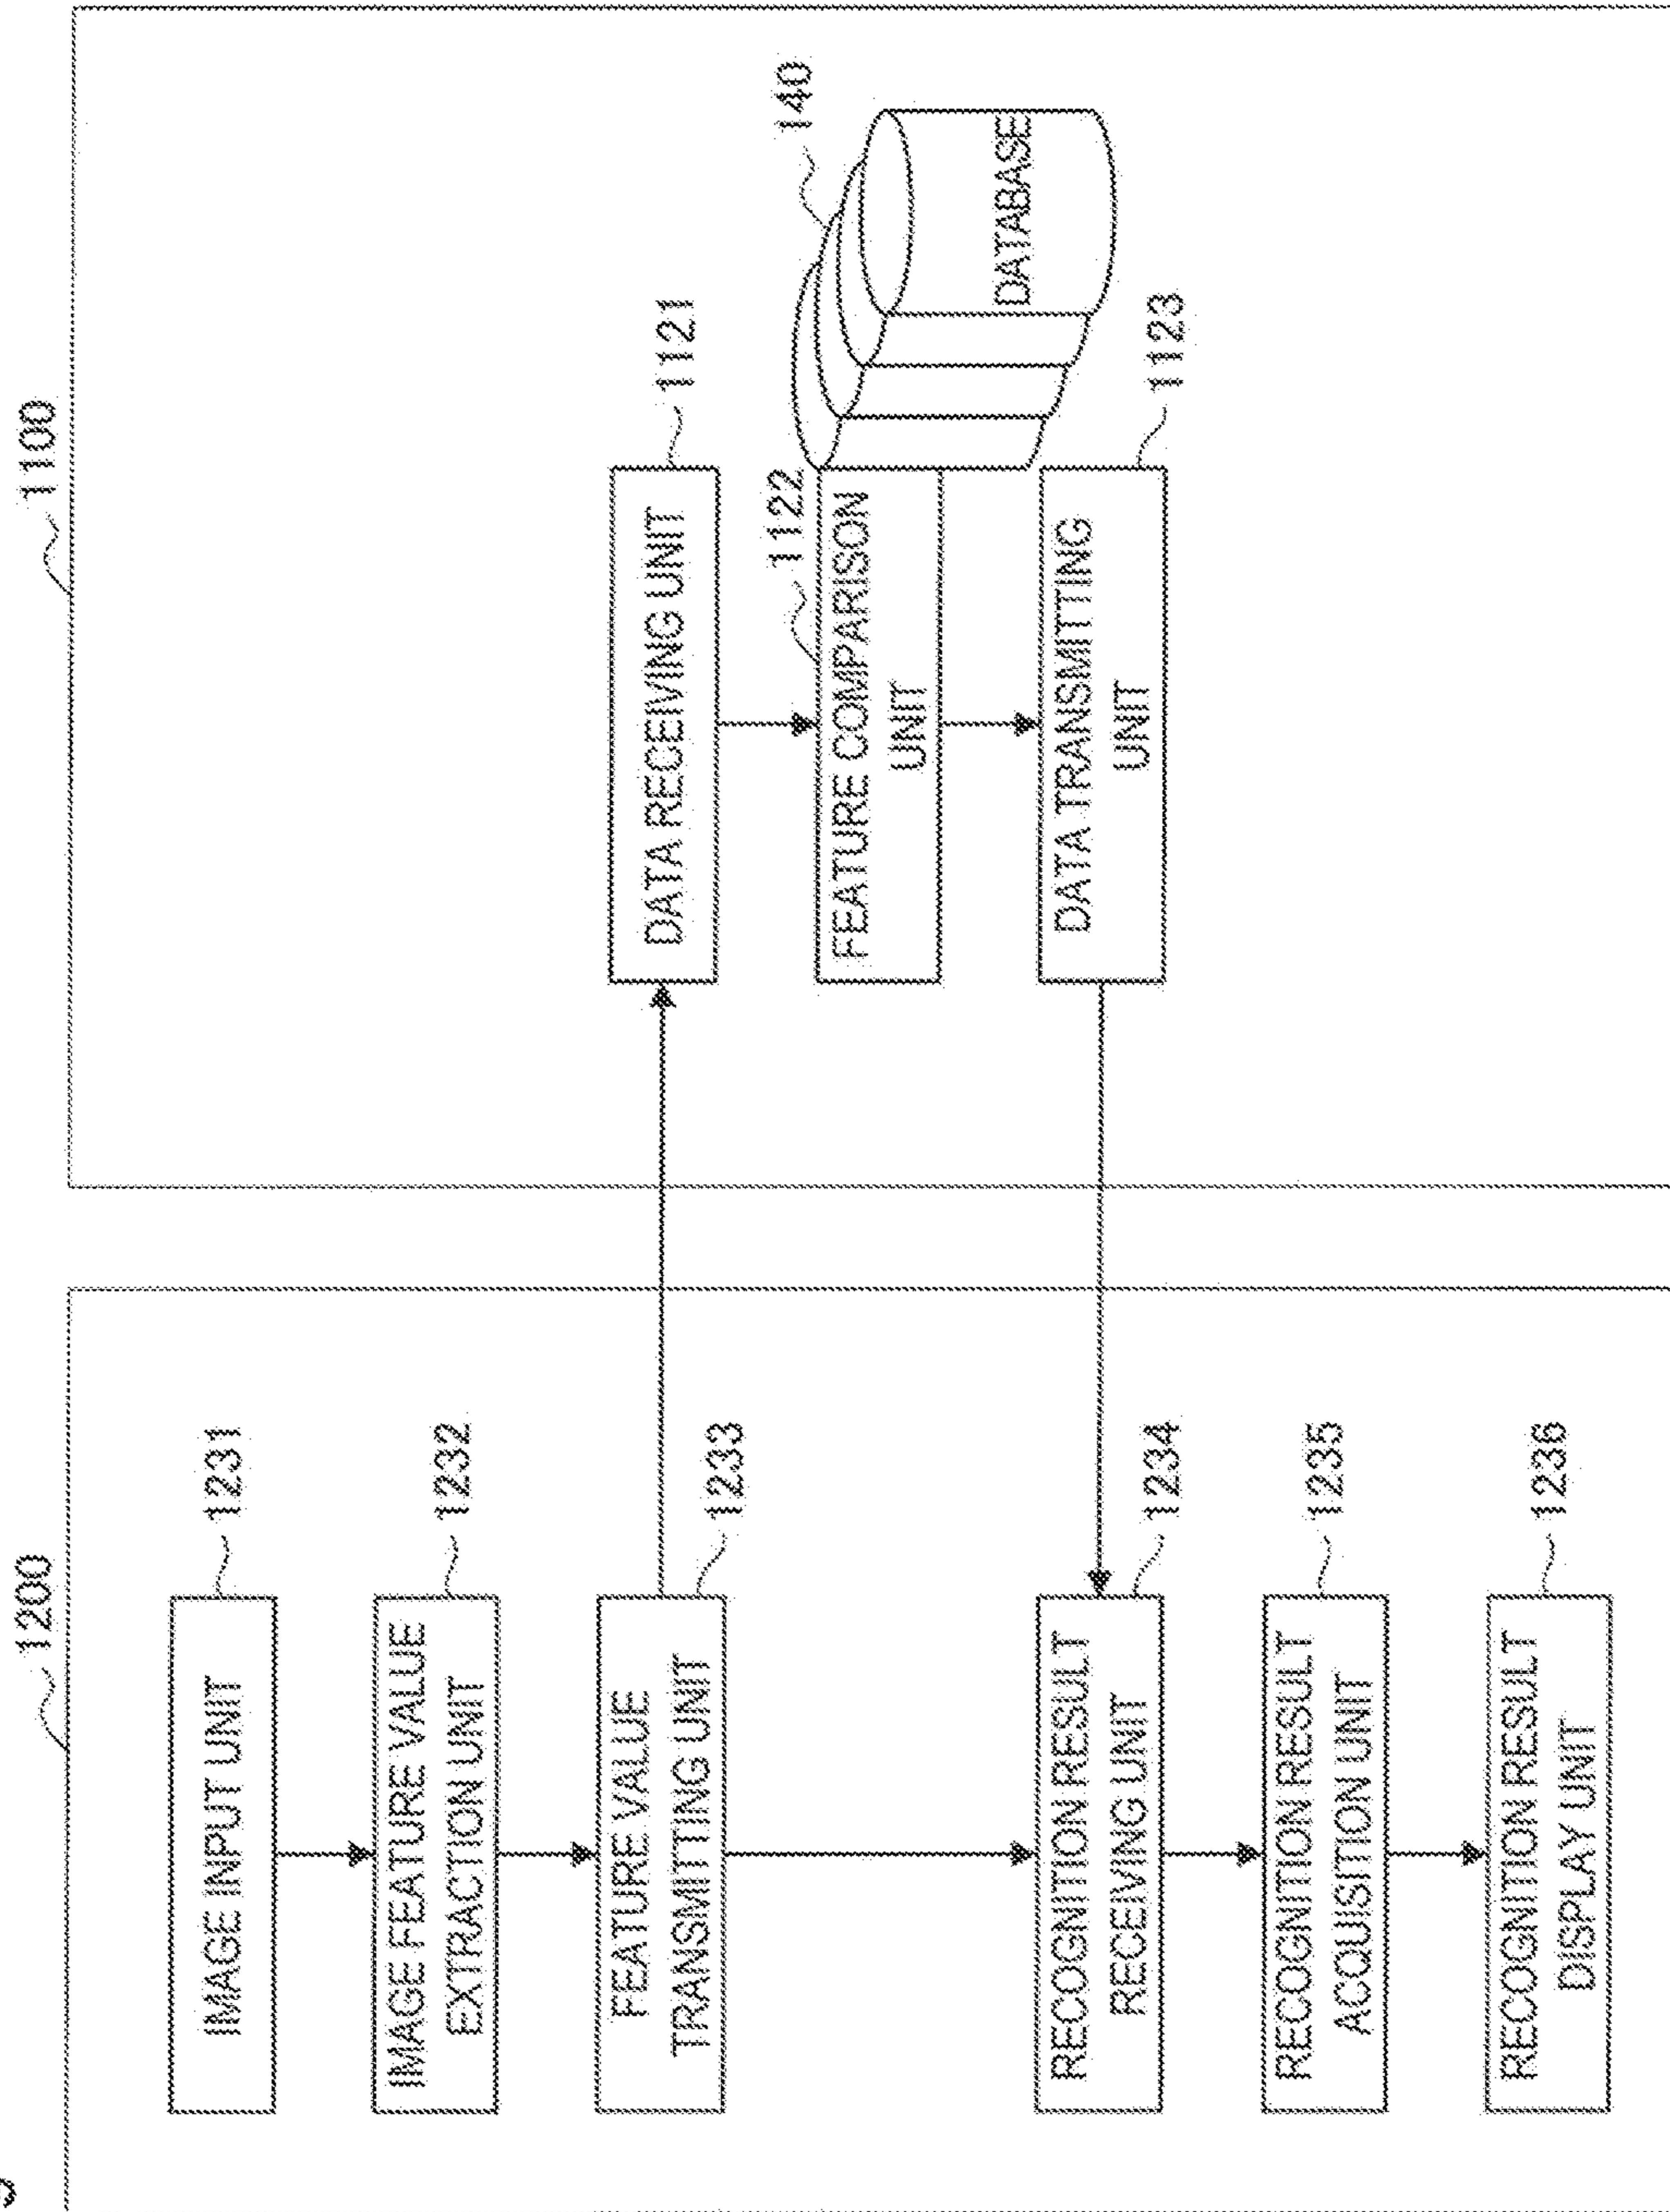 1200
IMAGE INPUT UNIT
1231
IMAGE FEATURE VALUE
EXTRACTION UNIT
1232
FEATURE VALUE
TRANSMITTING UNIT
1233
RECOGNITION RESULT
RECEIVING UNIT
1234
RECOGNITION RESULT
ACQUISITION UNIT
1235
RECOGNITION RESULT
DISPLAY UNIT
1236
1100
DATA RECEIVING UNIT
1121
1122
FEATURE COMPARISON
UNIT
140
DATABASE
DATA TRANSMITTING
UNIT
1123